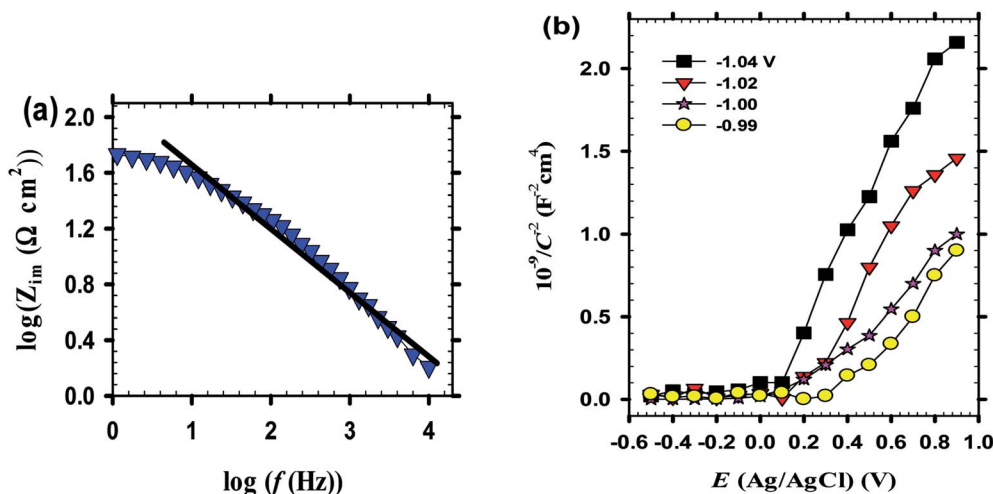 (a)
2.0
1.6
1.2
0.8
0.4
0.0
log(Z_im (Ω cm²))
0 1 2 3 4
log (f (Hz))
(b)
-1.04 V
-1.02
-1.00
-0.99
2.0
1.5
1.0
0.5
0.0
10⁻⁹/C⁻² (F⁻²cm⁴)
-0.6 -0.4 -0.2 0.0 0.2 0.4 0.6 0.8 1.0
E (Ag/AgCl) (V)